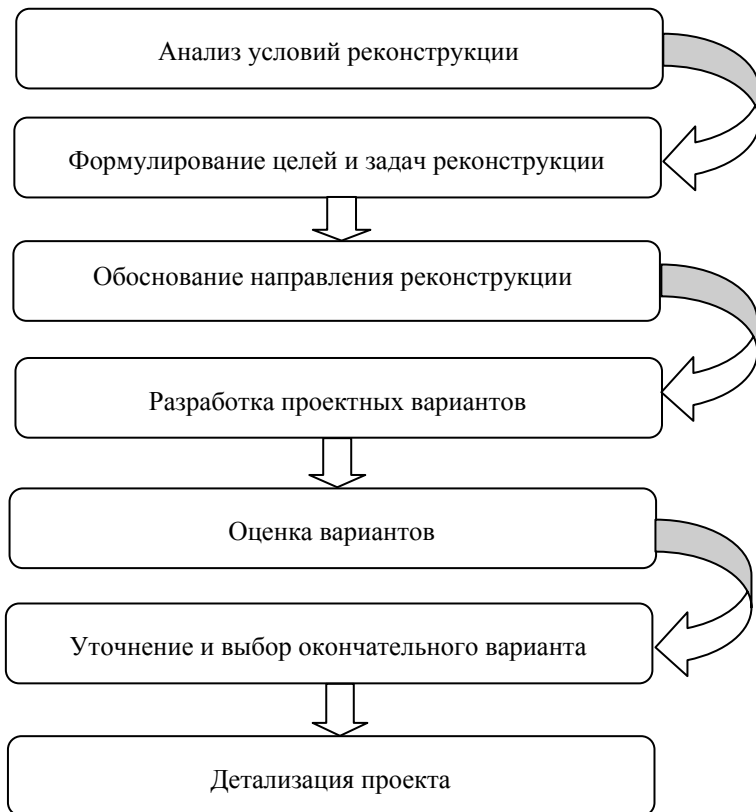 Анализ условий реконструкции
Формулирование целей и задач реконструкции
Обоснование направления реконструкции
Разработка проектных вариантов
Оценка вариантов
Уточнение и выбор окончательного варианта
Детализация проекта